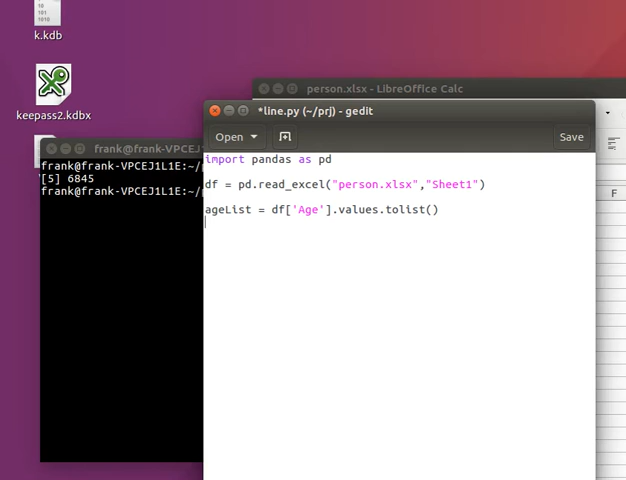 10
101
1010
k.kdb
keepass2.kdbx
person.xlsx - LibreOffice Calc
*line.py (~/prj) - gedit
Open
Save
frank@frank-VPCEJ1L1E:
frank@frank-VPCEJ1L1E:~/
[5] 6845
frank@frank-VPCEJ1L1E:~/
import pandas as pd
df = pd.read_excel("person.xlsx","Sheet1")
ageList = df['Age'].values.tolist()
F